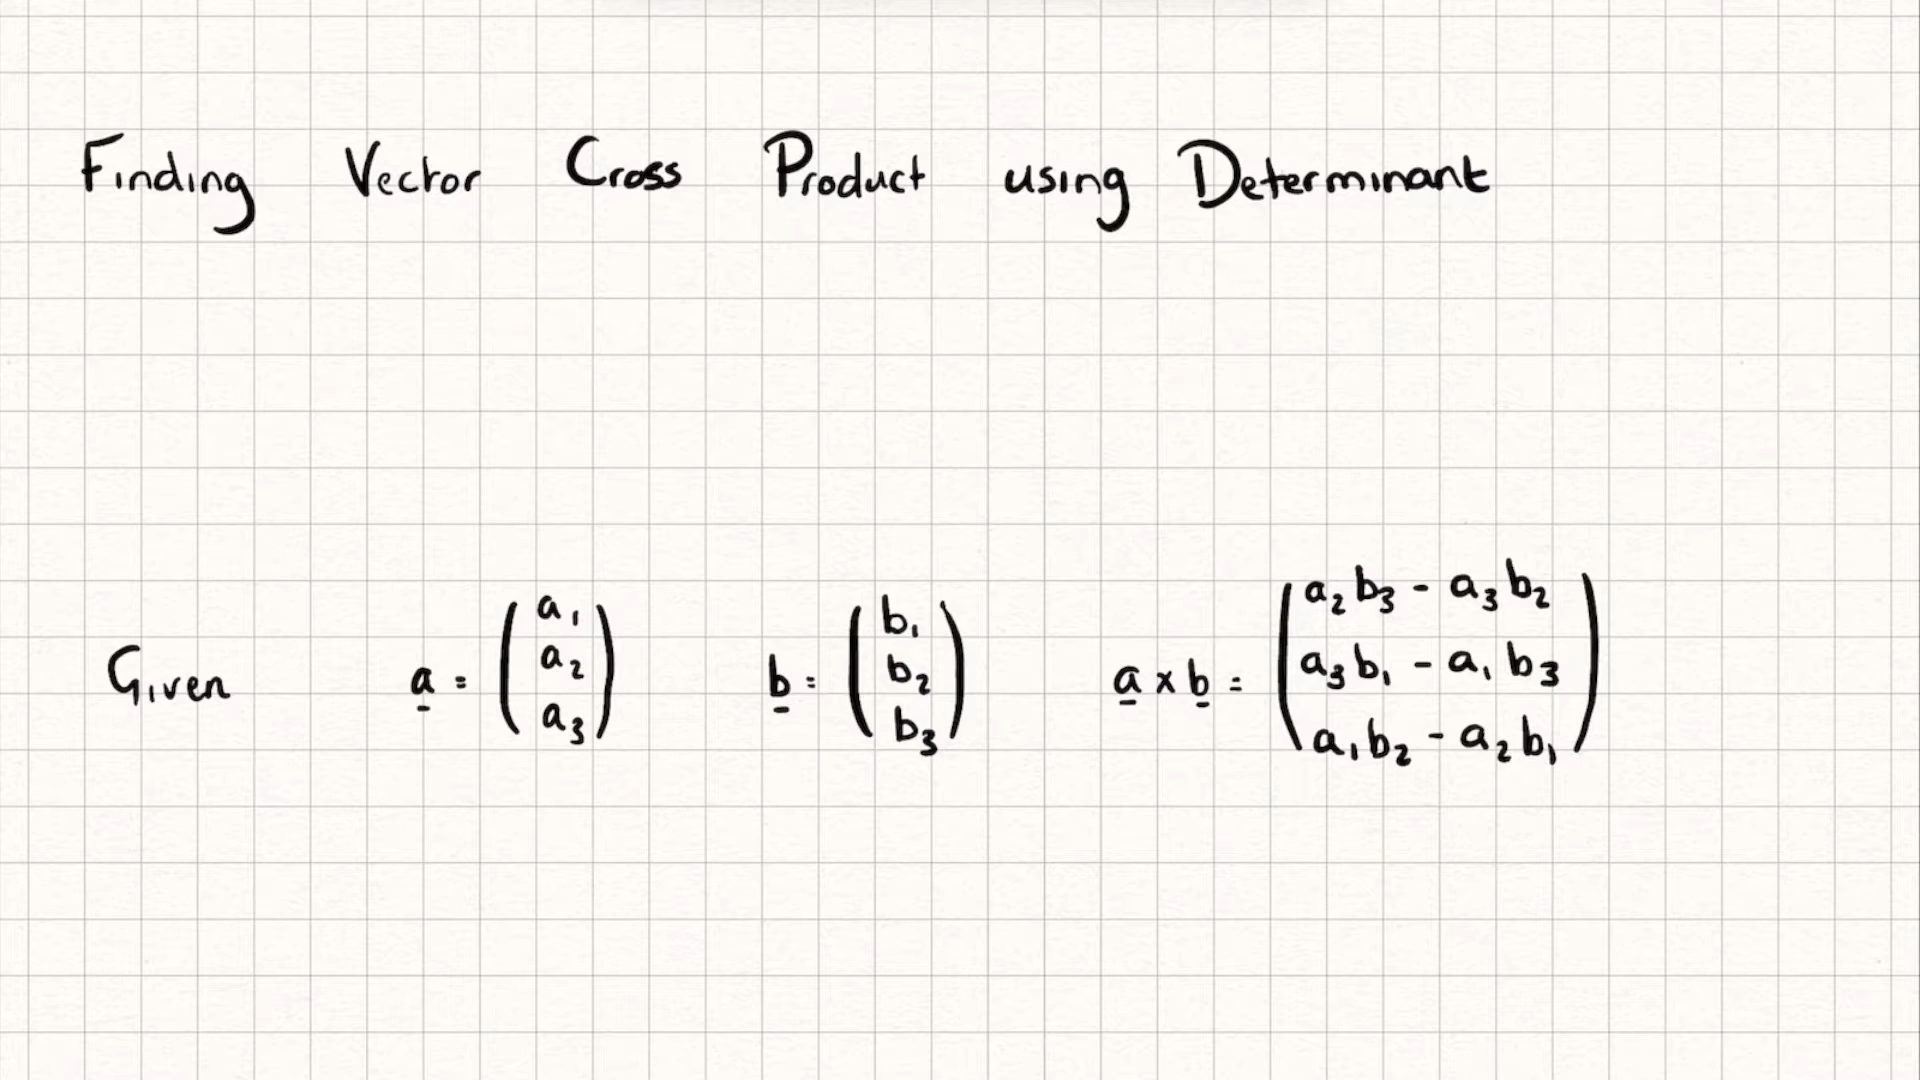 Finding Vector Cross Product using Determinant
Given a = (a₁ a₂ a₃) b = (b₁ b₂ b₃) a × b = (a₂b₃ - a₃b₂ a₃b₁ - a₁b₃ a₁b₂ - a₂b₁)